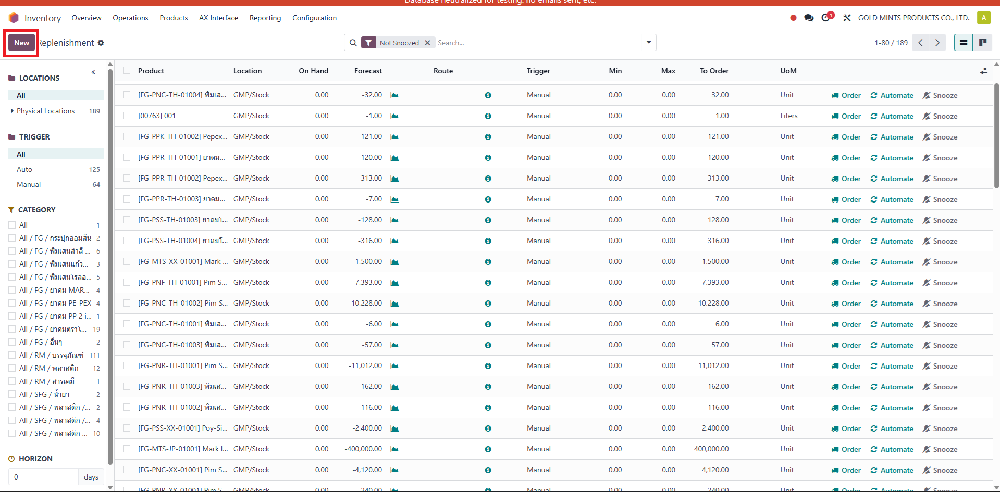 Database neutralized for testing: no emails sent, etc.
Inventory Overview Operations Products AX Interface Reporting Configuration 1 GOLD MINTS PRODUCTS CO., LTD. A
New Replenishment Not Snoozed Search... 1-80 / 189
LOCATIONS
All
Physical Locations 189
TRIGGER
All
Auto 125
Manual 64
CATEGORY
All 1
All / FG / กระปุกออมสิน 2
All / FG / พิมเสนสำลี ... 6
All / FG / พิมเสนแก้ว... 3
All / FG / พิมเสนโรลอ... 5
All / FG / ยาดม MAR... 4
All / FG / ยาดม PE-PEX 4
All / FG / ยาดม PP 2 i... 1
All / FG / ยาดมตราโ... 19
All / FG / อื่นๆ 2
All / RM / บรรจุภัณฑ์ 111
All / RM / พลาสติก 12
All / RM / สารเคมี 1
All / SFG / น้ำยา 2
All / SFG / พลาสติก /... 2
All / SFG / พลาสติก /... 4
All / SFG / พลาสติก ... 10
HORIZON
0 days
Product Location On Hand Forecast Route Trigger Min Max To Order UoM
[FG-PNC-TH-01004] พิมเส... GMP/Stock 0.00 -32.00 Manual 0.00 0.00 32.00 Unit Order Automate Snooze
[00763] 001 GMP/Stock 0.00 -1.00 Manual 0.00 0.00 1.00 Liters Order Automate Snooze
[FG-PPK-TH-01002] Pepex... GMP/Stock 0.00 -121.00 Manual 0.00 0.00 121.00 Unit Order Automate Snooze
[FG-PPR-TH-01001] ยาดม... GMP/Stock 0.00 -120.00 Manual 0.00 0.00 120.00 Unit Order Automate Snooze
[FG-PPR-TH-01002] Pepex... GMP/Stock 0.00 -313.00 Manual 0.00 0.00 313.00 Unit Order Automate Snooze
[FG-PPR-TH-01003] ยาดม... GMP/Stock 0.00 -7.00 Manual 0.00 0.00 7.00 Unit Order Automate Snooze
[FG-PSS-TH-01003] ยาดมโ... GMP/Stock 0.00 -128.00 Manual 0.00 0.00 128.00 Unit Order Automate Snooze
[FG-PSS-TH-01004] ยาดมโ... GMP/Stock 0.00 -316.00 Manual 0.00 0.00 316.00 Unit Order Automate Snooze
[FG-MTS-XX-01001] Mark ... GMP/Stock 0.00 -1,500.00 Manual 0.00 0.00 1,500.00 Unit Order Automate Snooze
[FG-PNF-TH-01001] Pim S... GMP/Stock 0.00 -7,393.00 Manual 0.00 0.00 7,393.00 Unit Order Automate Snooze
[FG-PNC-TH-01002] Pim S... GMP/Stock 0.00 -10,228.00 Manual 0.00 0.00 10,228.00 Unit Order Automate Snooze
[FG-PNC-TH-01001] พิมเส... GMP/Stock 0.00 -6.00 Manual 0.00 0.00 6.00 Unit Order Automate Snooze
[FG-PNC-TH-01003] พิมเส... GMP/Stock 0.00 -57.00 Manual 0.00 0.00 57.00 Unit Order Automate Snooze
[FG-PNR-TH-01001] Pim S... GMP/Stock 0.00 -11,012.00 Manual 0.00 0.00 11,012.00 Unit Order Automate Snooze
[FG-PNR-TH-01003] พิมเส... GMP/Stock 0.00 -162.00 Manual 0.00 0.00 162.00 Unit Order Automate Snooze
[FG-PNR-TH-01002] พิมเส... GMP/Stock 0.00 -116.00 Manual 0.00 0.00 116.00 Unit Order Automate Snooze
[FG-PSS-XX-01001] Poy-Si... GMP/Stock 0.00 -2,400.00 Manual 0.00 0.00 2,400.00 Unit Order Automate Snooze
[FG-MTS-JP-01001] Mark I... GMP/Stock 0.00 -400,000.00 Manual 0.00 0.00 400,000.00 Unit Order Automate Snooze
[FG-PNC-XX-01001] Pim S... GMP/Stock 0.00 -4,120.00 Manual 0.00 0.00 4,120.00 Unit Order Automate Snooze
[FG-PNR-XX-01001] Pim S... GMP/Stock 0.00 -240.00 Manual 0.00 0.00 240.00 Unit Order Automate Snooze